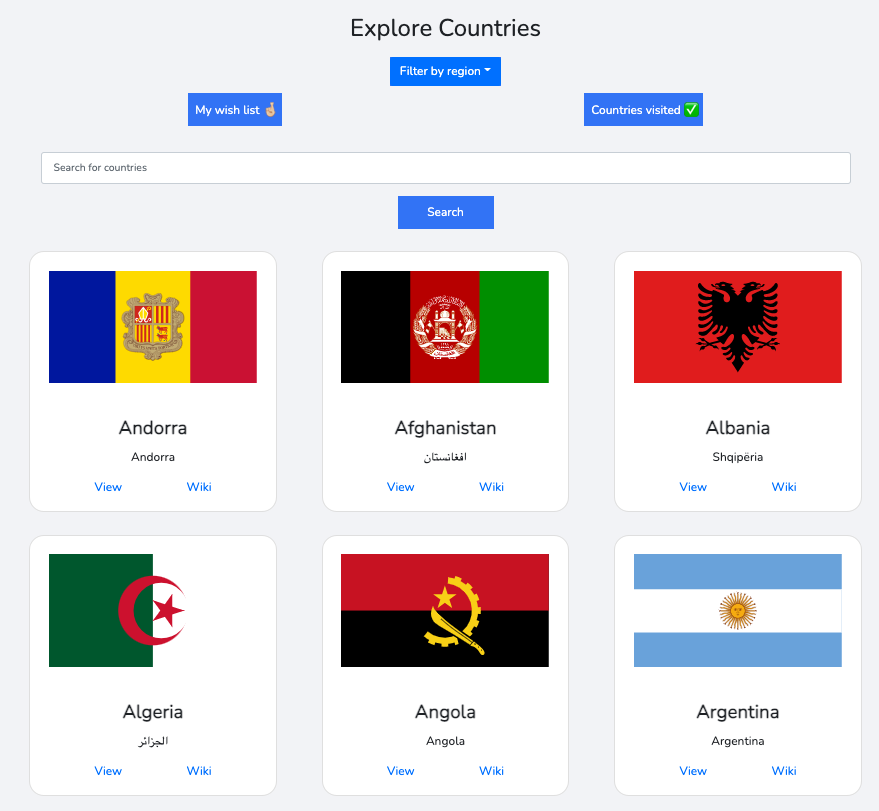 Explore Countries
Filter by region
My wish list 🤞🏼
Countries visited ✅
Search for countries
Search
Andorra
Andorra
View
Wiki
Afghanistan
افغانستان
View
Wiki
Albania
Shqipëria
View
Wiki
Algeria
الجزائر
View
Wiki
Angola
Angola
View
Wiki
Argentina
Argentina
View
Wiki